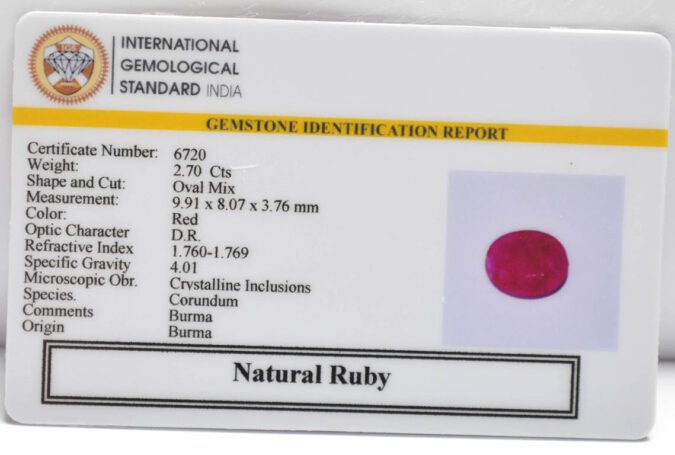 IGS
INTERNATIONAL
GEMOLOGICAL
STANDARD INDIA
GEMSTONE IDENTIFICATION REPORT
Certificate Number: 6720
Weight: 2.70 Cts
Shape and Cut: Oval Mix
Measurement: 9.91 x 8.07 x 3.76 mm
Color: Red
Optic Character D.R.
Refractive Index 1.760-1.769
Specific Gravity 4.01
Microscopic Obr. Crystalline Inclusions
Species. Corundum
Comments Burma
Origin Burma
Natural Ruby